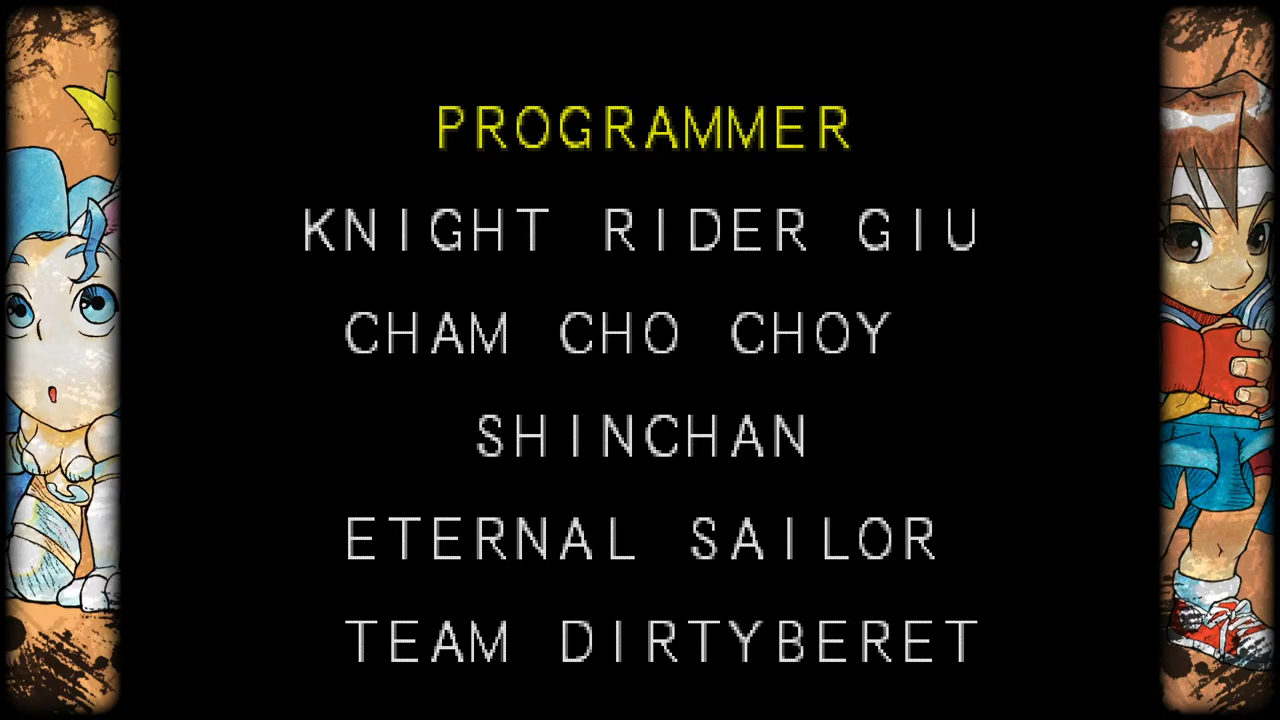 PROGRAMMER
KNIGHT RIDER GIU
CHAM CHO CHOY
SHINCHAN
ETERNAL SAILOR
TEAM DIRTYBERET